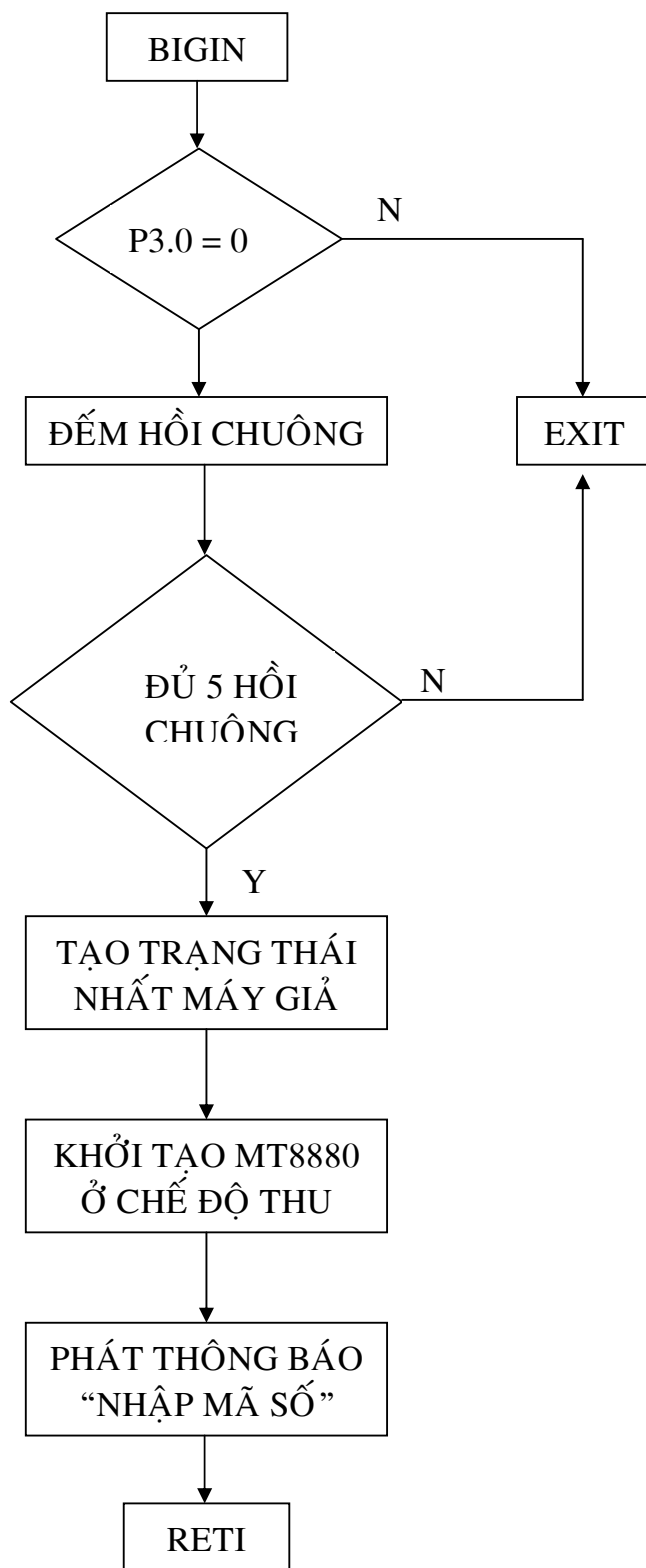 BIGIN
P3.0 = 0
N
ĐẾM HỒI CHUÔNG
EXIT
ĐỦ 5 HỒI
CHUÔNG
N
Y
TẠO TRẠNG THÁI
NHẤT MÁY GIẢ
KHỞI TẠO MT8880
Ở CHẾ ĐỘ THU
PHÁT THÔNG BÁO
“NHẬP MÃ SỐ”
RETI